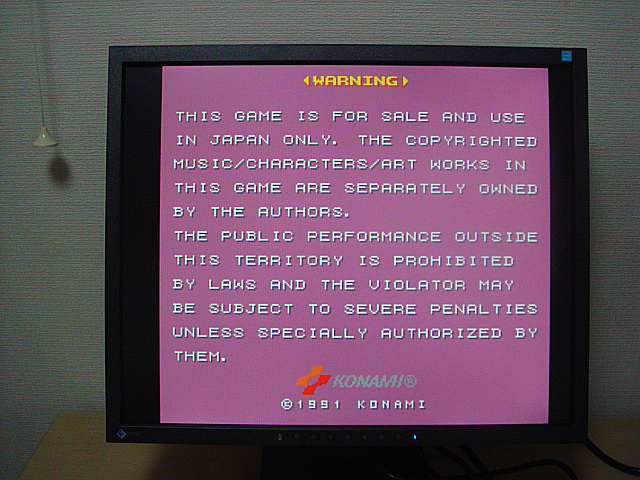 WARNING
THIS GAME IS FOR SALE AND USE
IN JAPAN ONLY. THE COPYRIGHTED
MUSIC/CHARACTERS/ART WORKS IN
THIS GAME ARE SEPARATELY OWNED
BY THE AUTHORS.
THE PUBLIC PERFORMANCE OUTSIDE
THIS TERRITORY IS PROHIBITED
BY LAWS AND THE VIOLATOR MAY
BE SUBJECT TO SEVERE PENALTIES
UNLESS SPECIALLY AUTHORIZED BY
THEM.
KONAMI®
©1991 KONAMI